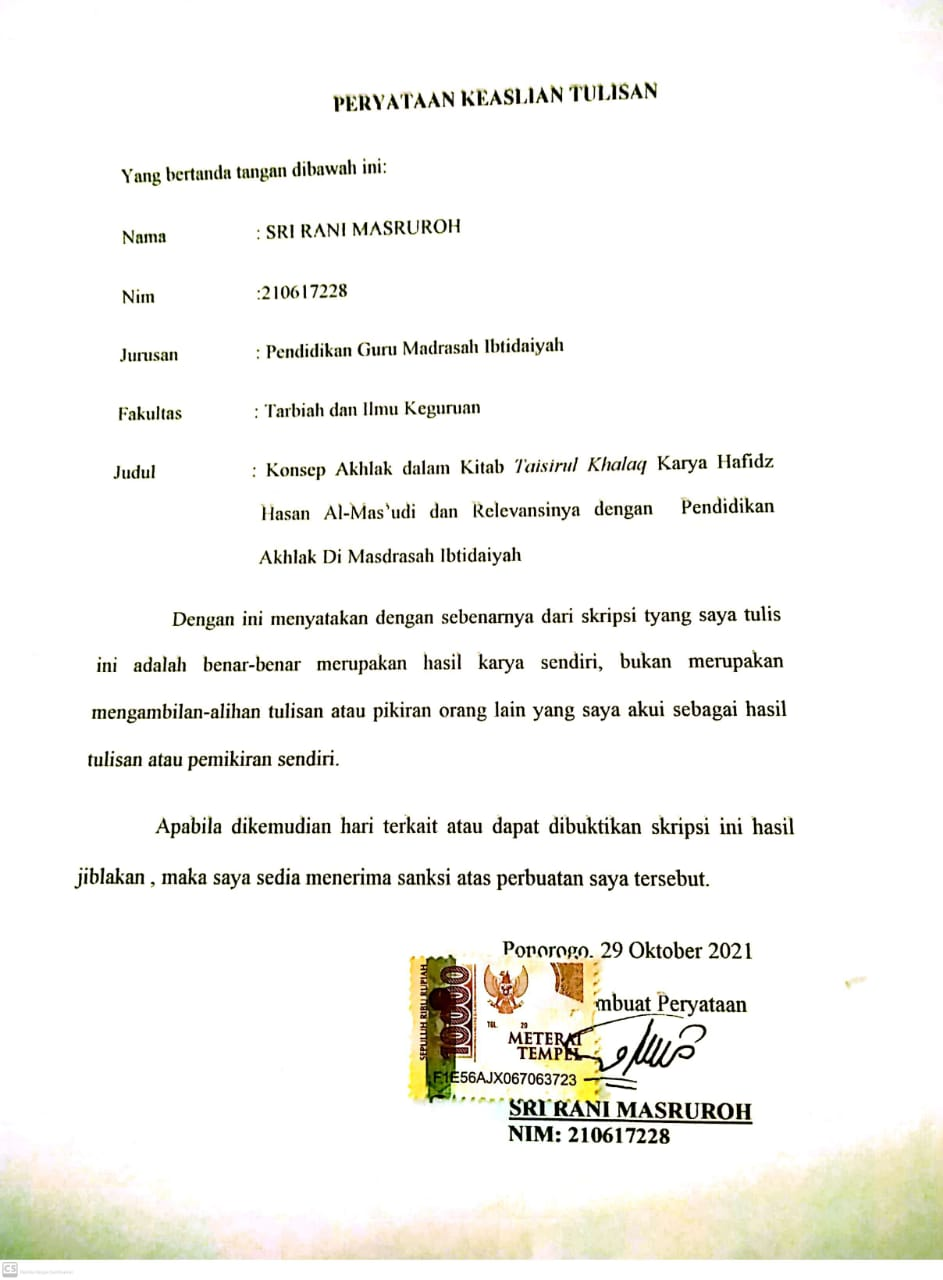 PERYATAAN KEASLIAN TULISAN
Yang bertanda tangan dibawah ini:
Nama : SRI RANI MASRUROH
Nim :210617228
Jurusan : Pendidikan Guru Madrasah Ibtidaiyah
Fakultas : Tarbiah dan Ilmu Keguruan
Judul : Konsep Akhlak dalam Kitab Taisirul Khalaq Karya Hafidz
Hasan Al-Mas'udi dan Relevansinya dengan Pendidikan
Akhlak Di Masdrasah Ibtidaiyah
Dengan ini menyatakan dengan sebenarnya dari skripsi tyang saya tulis
ini adalah benar-benar merupakan hasil karya sendiri, bukan merupakan
mengambilan-alihan tulisan atau pikiran orang lain yang saya akui sebagai hasil
tulisan atau pemikiran sendiri.
Apabila dikemudian hari terkait atau dapat dibuktikan skripsi ini hasil
jiblakan , maka saya sedia menerima sanksi atas perbuatan saya tersebut.
Ponorogo, 29 Oktober 2021
mbuat Peryataan
SEPULUH RIBU RUPIAH
10000
TGL. 20
METERAI
TEMPEL
F1E56AJX067063723
SRI RANI MASRUROH
NIM: 210617228
CS